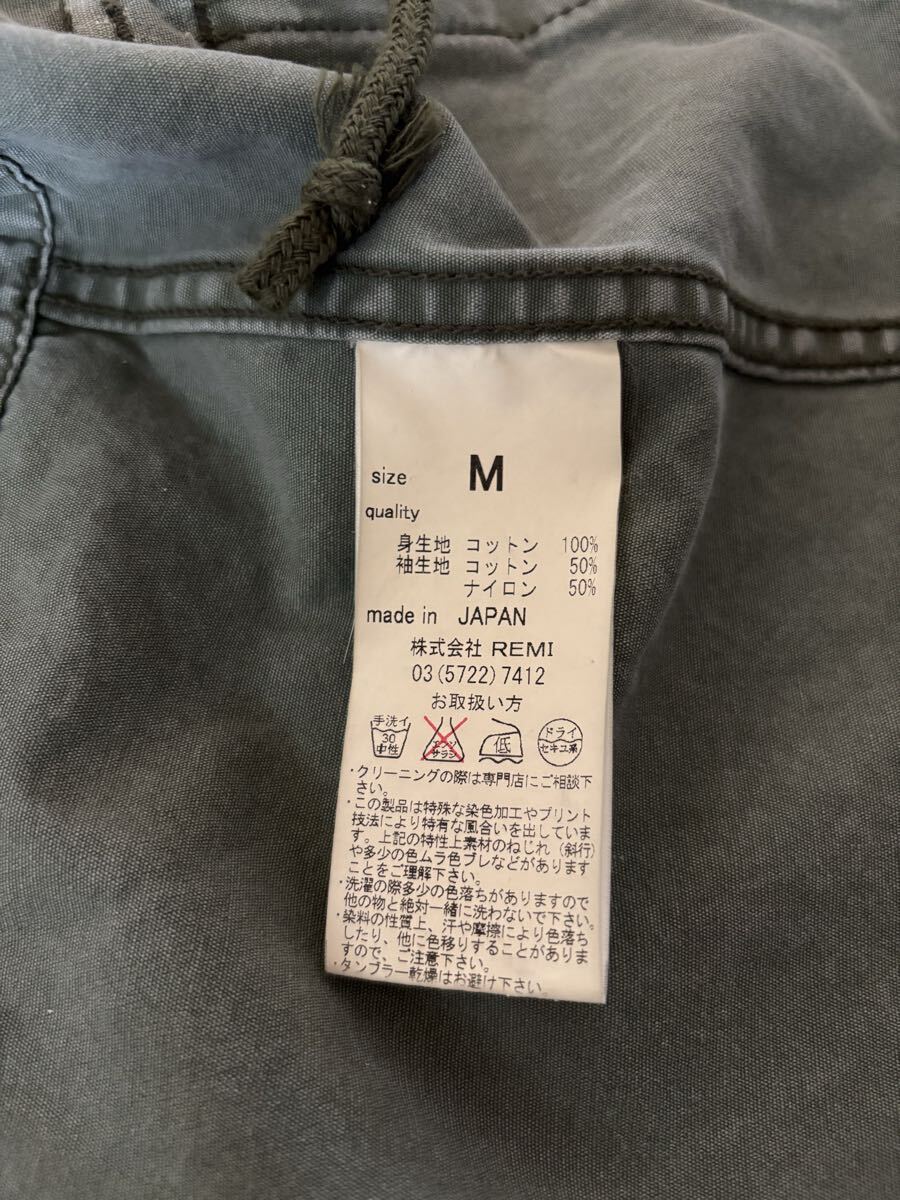 size M
quality
身生地 コットン 100%
袖生地 コットン 50%
ナイロン 50%
made in JAPAN
株式会社 REMI
03(5722)7412
お取扱い方
手洗イ
30
中性
エンソ
サラシ
低
ドライ
セキユ系
・クリーニングの際は専門店にご相談下
さい。
・この製品は特殊な染色加工やプリント
技法により特有な風合いを出していま
す。上記の特性上素材のねじれ(斜行)
や多少の色ムラ色ブレなどがあります
ことをご理解下さい。
・洗濯の際多少の色落ちがありますので
他の物と絶対一緒に洗わないで下さい。
・染料の性質上、汗や摩擦により色落ち
したり、他に色移りすることがありま
すので、ご注意下さい。
・タンブラー乾燥はお避け下さい。